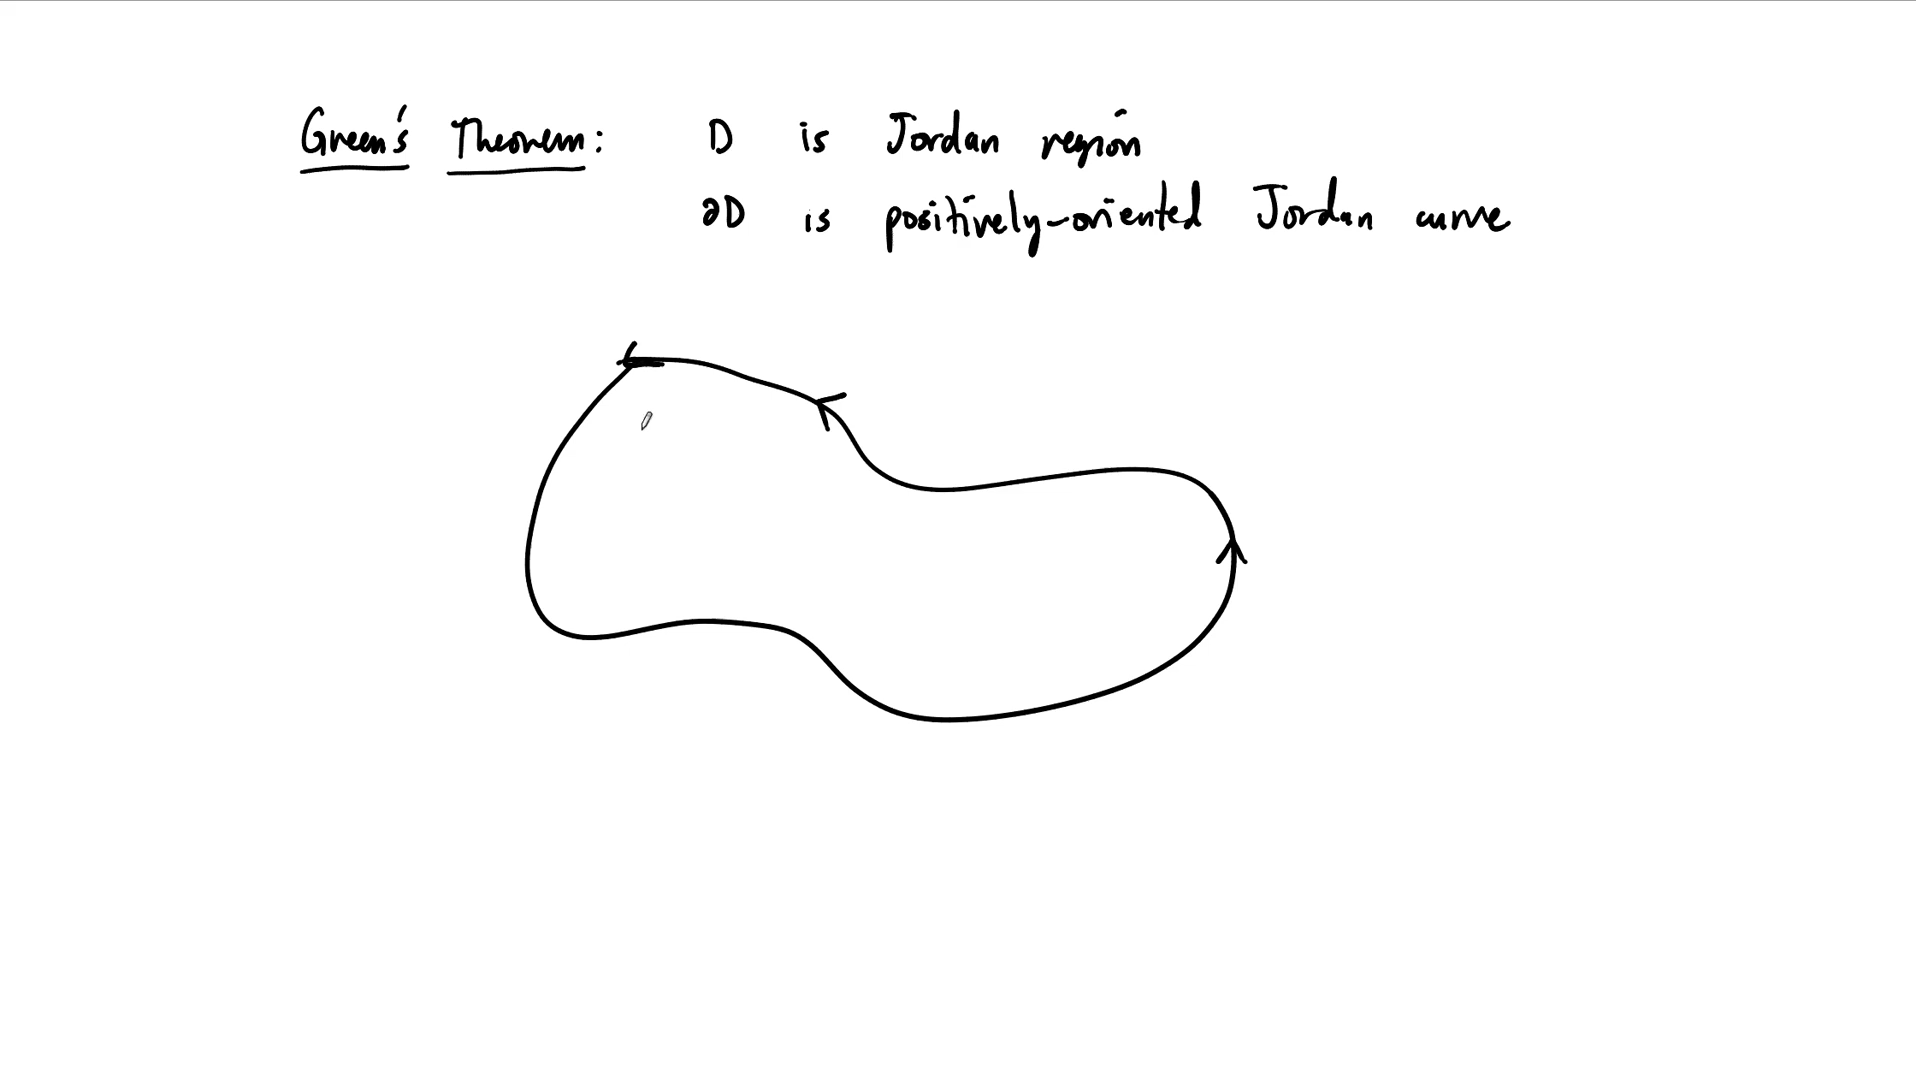 Green's Theorem: D is Jordan region
∂D is positively-oriented Jordan curve